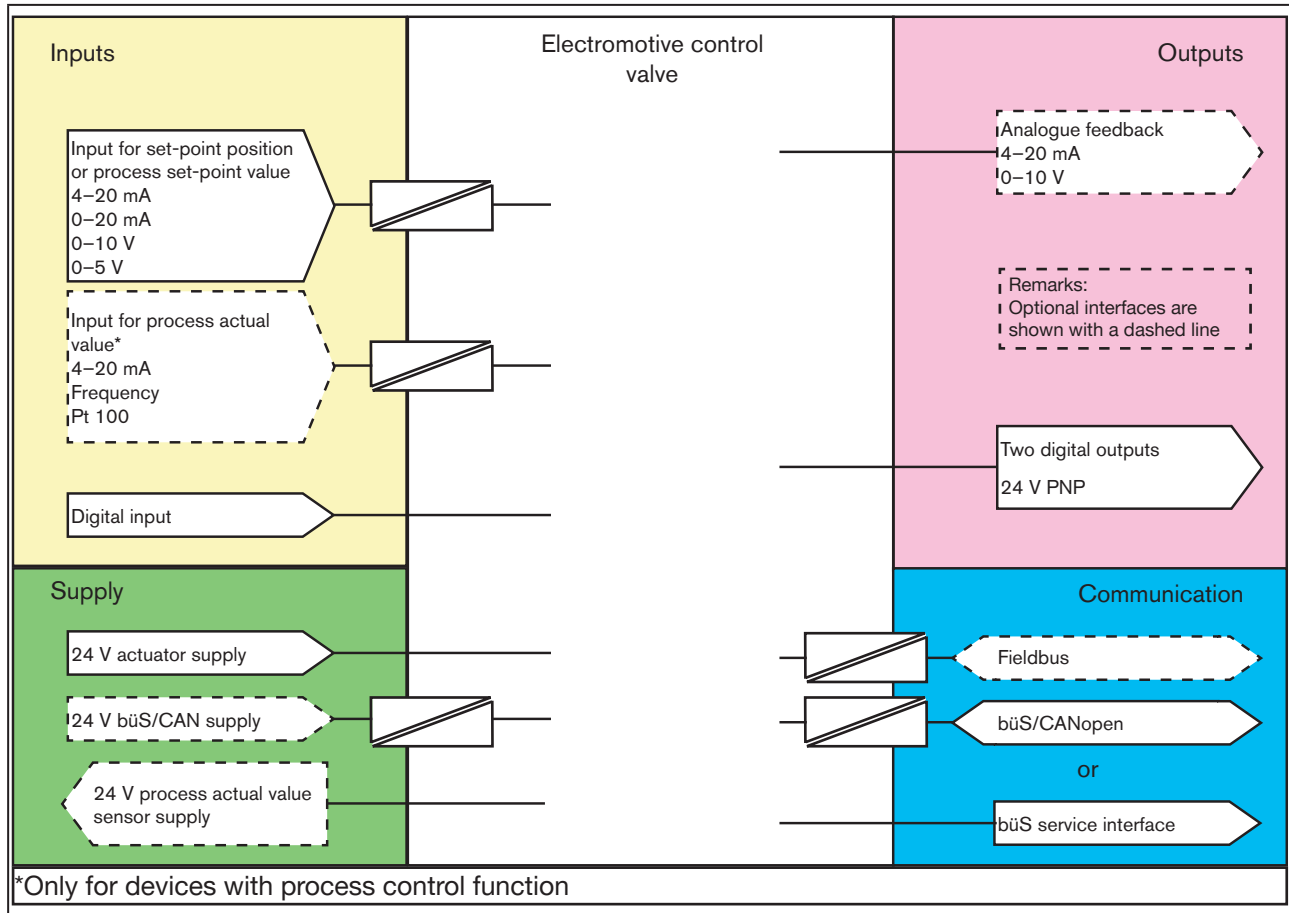 Inputs
Electromotive control
valve
Outputs
Input for set-point position
or process set-point value
4–20 mA
0–20 mA
0–10 V
0–5 V
Analogue feedback
4–20 mA
0–10 V
Input for process actual
value*
4–20 mA
Frequency
Pt 100
Remarks:
Optional interfaces are
shown with a dashed line
Digital input
Two digital outputs
24 V PNP
Supply
Communication
24 V actuator supply
Fieldbus
24 V büS/CAN supply
büS/CANopen
or
24 V process actual value
sensor supply
büS service interface
*Only for devices with process control function